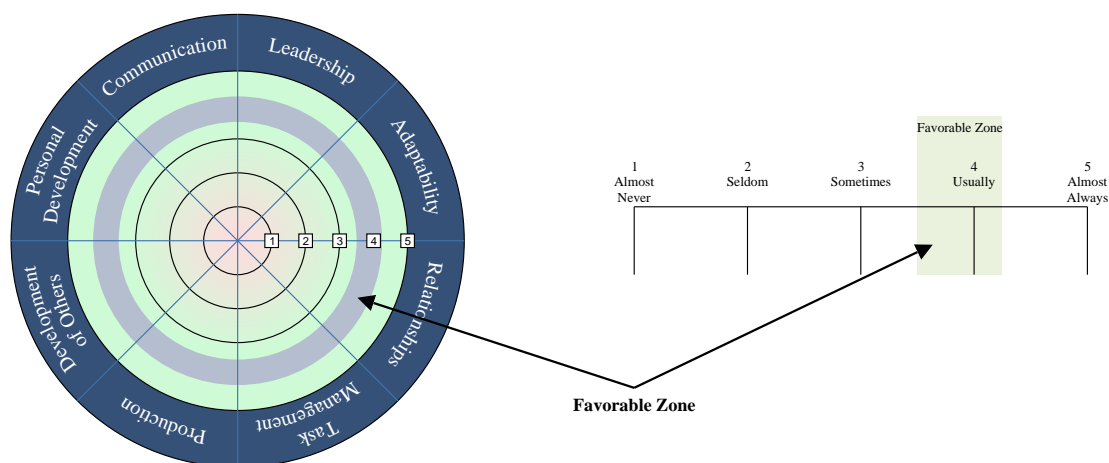 Communication
Leadership
Adaptability
Relationships
Task
Management
Production
Development
of Others
Personal
Development
1
2
3
4
5
Favorable Zone
1
Almost
Never
2
Seldom
3
Sometimes
4
Usually
5
Almost
Always
Favorable Zone